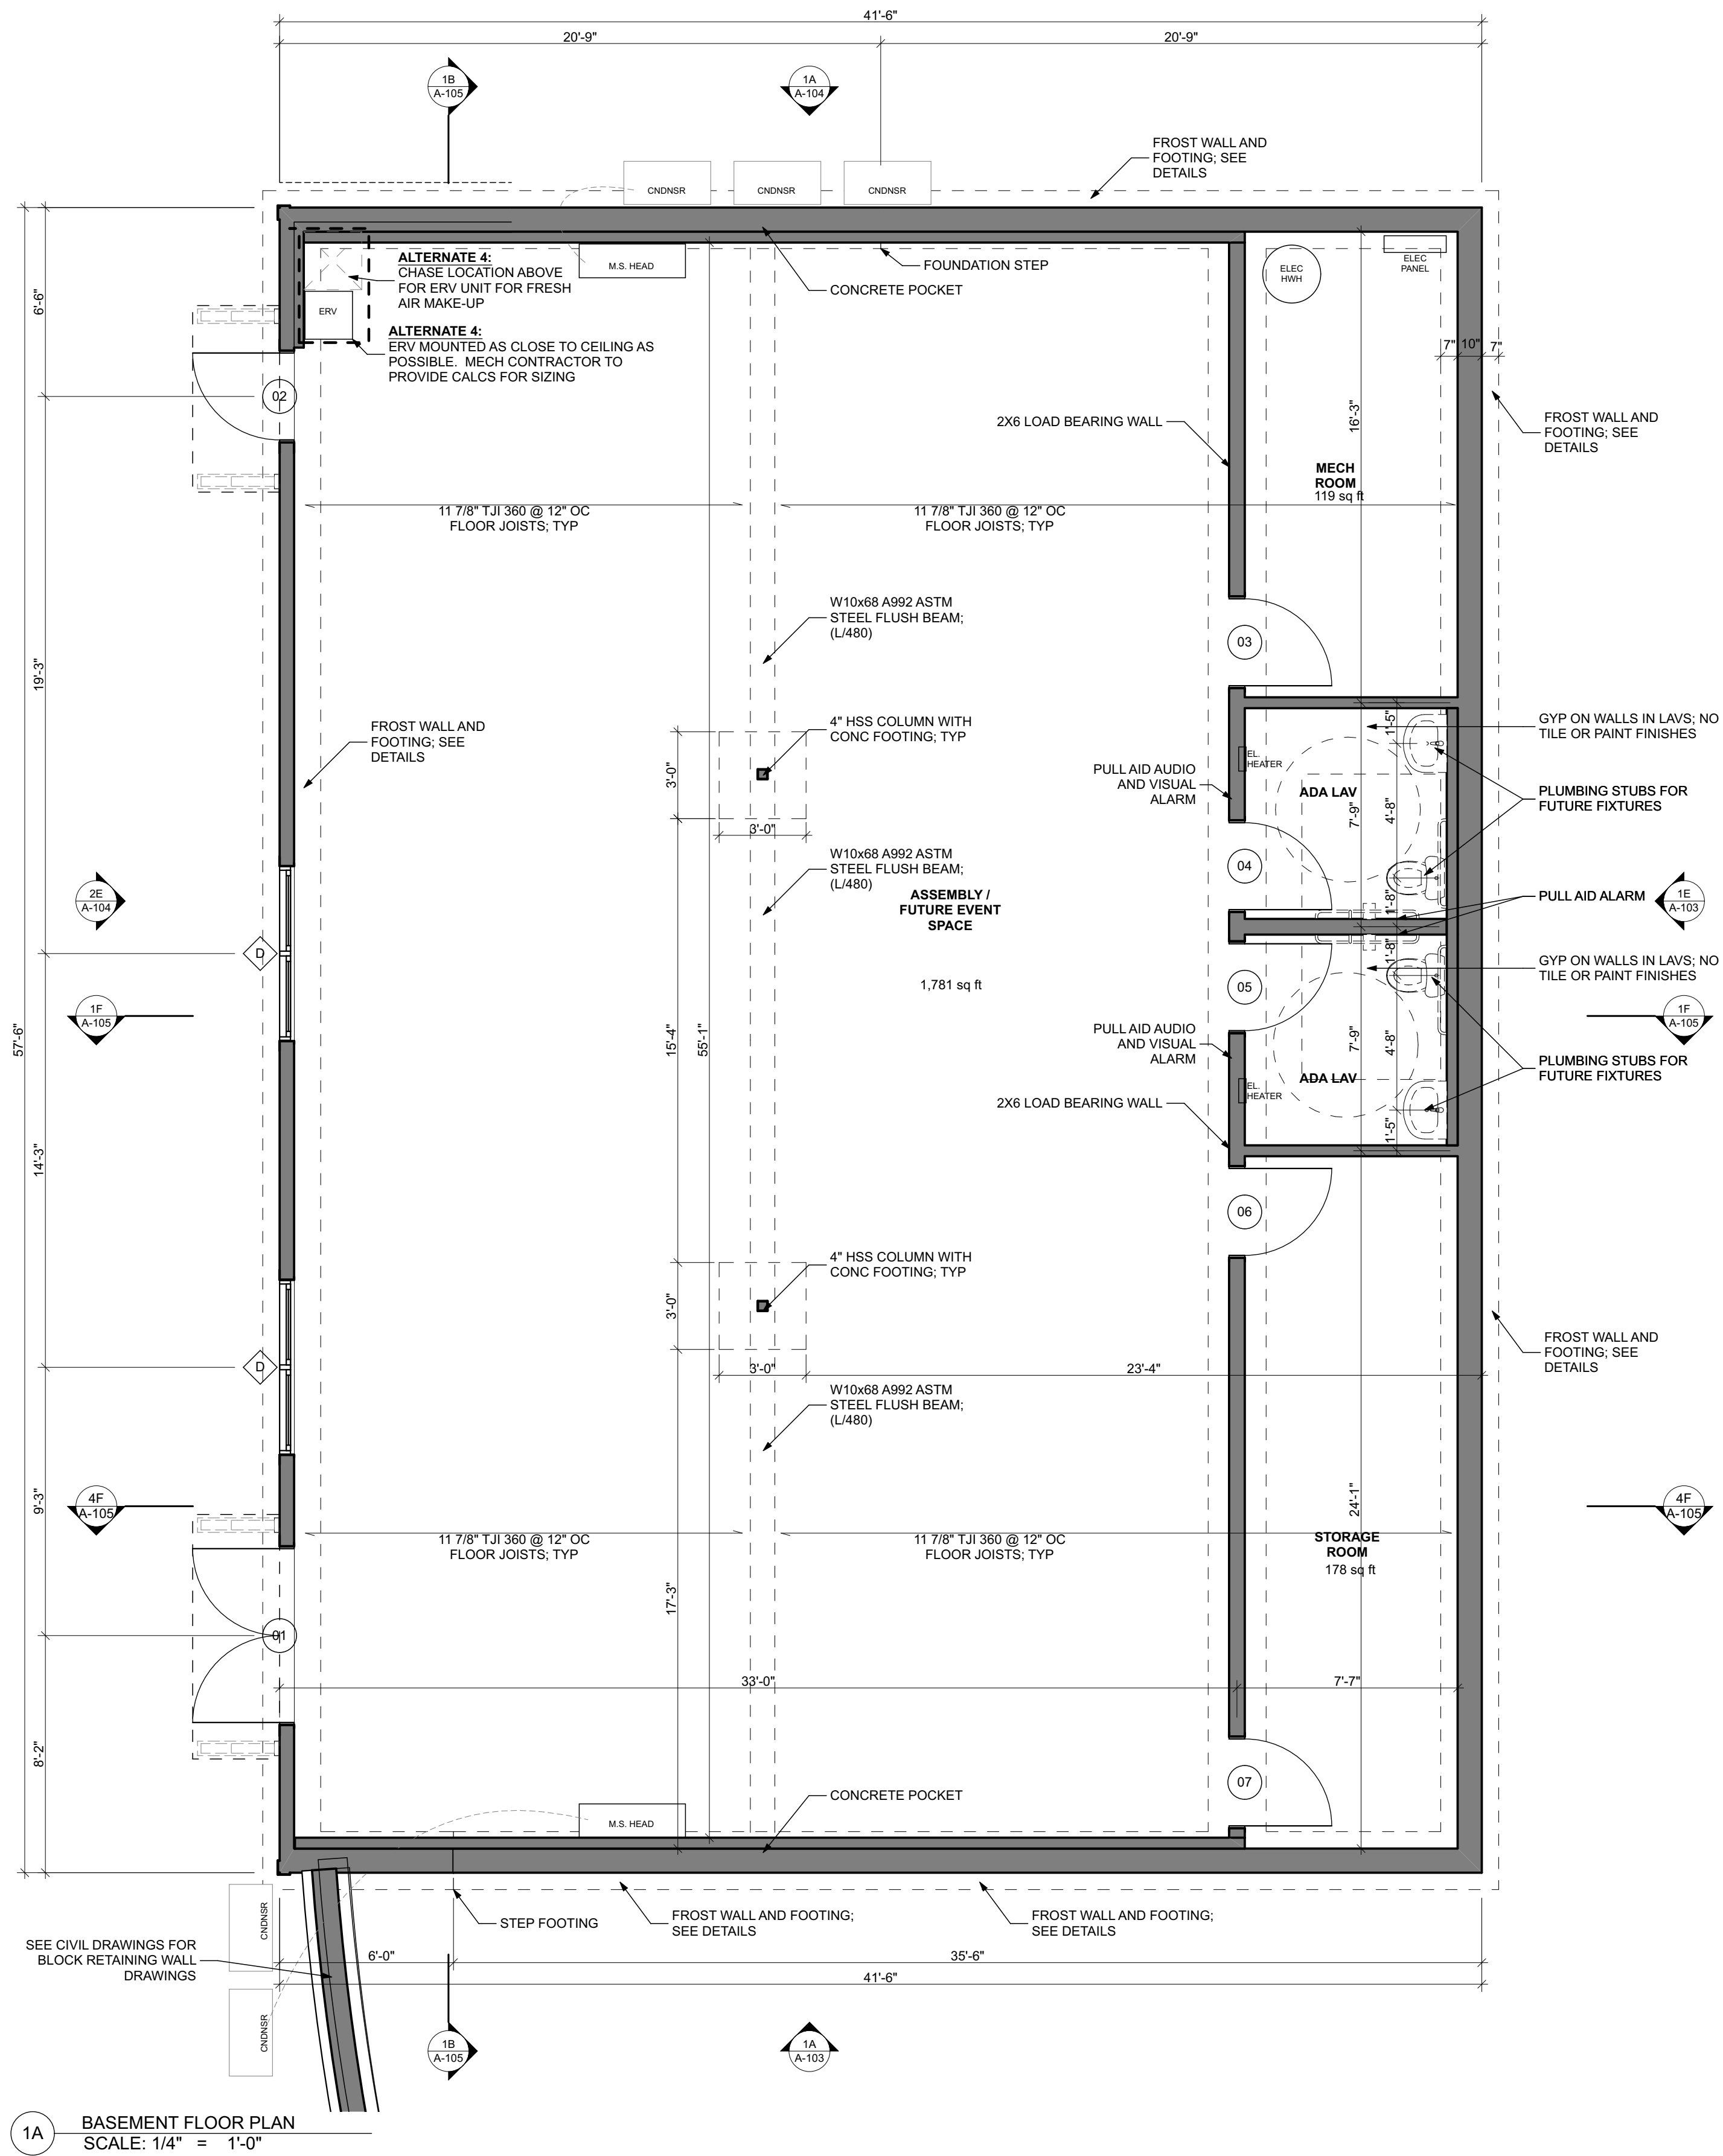 41'-6"
20'-9"
20'-9"
1B
A-105
1A
A-104
FROST WALL AND
FOOTING; SEE
DETAILS
CNDNSR
CNDNSR
CNDNSR
ALTERNATE 4:
CHASE LOCATION ABOVE
FOR ERV UNIT FOR FRESH
AIR MAKE-UP
M.S. HEAD
FOUNDATION STEP
CONCRETE POCKET
ELEC
HWH
ELEC
PANEL
6'-6"
ERV
ALTERNATE 4:
ERV MOUNTED AS CLOSE TO CEILING AS
POSSIBLE. MECH CONTRACTOR TO
PROVIDE CALCS FOR SIZING
7"
10"
7"
02
16'-3"
2X6 LOAD BEARING WALL
FROST WALL AND
FOOTING; SEE
DETAILS
MECH
ROOM
119 sq ft
11 7/8" TJI 360 @ 12" OC
FLOOR JOISTS; TYP
11 7/8" TJI 360 @ 12" OC
FLOOR JOISTS; TYP
W10x68 A992 ASTM
STEEL FLUSH BEAM;
(L/480)
03
19'-3"
FROST WALL AND
FOOTING; SEE
DETAILS
4" HSS COLUMN WITH
CONC FOOTING; TYP
1'-5"
GYP ON WALLS IN LAVS; NO
TILE OR PAINT FINISHES
EL.
HEATER
3'-0"
PULL AID AUDIO
AND VISUAL
ALARM
ADA LAV
7'-9"
4'-8"
PLUMBING STUBS FOR
FUTURE FIXTURES
3'-0"
W10x68 A992 ASTM
STEEL FLUSH BEAM;
(L/480)
04
2E
A-104
ASSEMBLY /
FUTURE EVENT
SPACE
1'-8"
PULL AID ALARM
1E
A-103
D
1'-8"
GYP ON WALLS IN LAVS; NO
TILE OR PAINT FINISHES
1,781 sq ft
05
1F
A-105
1F
A-105
57'-6"
15'-4"
55'-1"
PULL AID AUDIO
AND VISUAL
ALARM
7'-9"
4'-8"
PLUMBING STUBS FOR
FUTURE FIXTURES
ADA LAV
EL.
HEATER
2X6 LOAD BEARING WALL
1'-5"
14'-3"
06
4" HSS COLUMN WITH
CONC FOOTING; TYP
3'-0"
FROST WALL AND
FOOTING; SEE
DETAILS
D
3'-0"
23'-4"
W10x68 A992 ASTM
STEEL FLUSH BEAM;
(L/480)
9'-3"
4F
A-105
24'-1"
4F
A-105
11 7/8" TJI 360 @ 12" OC
FLOOR JOISTS; TYP
11 7/8" TJI 360 @ 12" OC
FLOOR JOISTS; TYP
STORAGE
ROOM
178 sq ft
17'-3"
01
33'-0"
7'-7"
8'-2"
07
CONCRETE POCKET
M.S. HEAD
CNDNSR
STEP FOOTING
FROST WALL AND FOOTING;
SEE DETAILS
FROST WALL AND FOOTING;
SEE DETAILS
SEE CIVIL DRAWINGS FOR
BLOCK RETAINING WALL
DRAWINGS
6'-0"
35'-6"
41'-6"
CNDNSR
1B
A-105
1A
A-103
1A
BASEMENT FLOOR PLAN
SCALE: 1/4" = 1'-0"